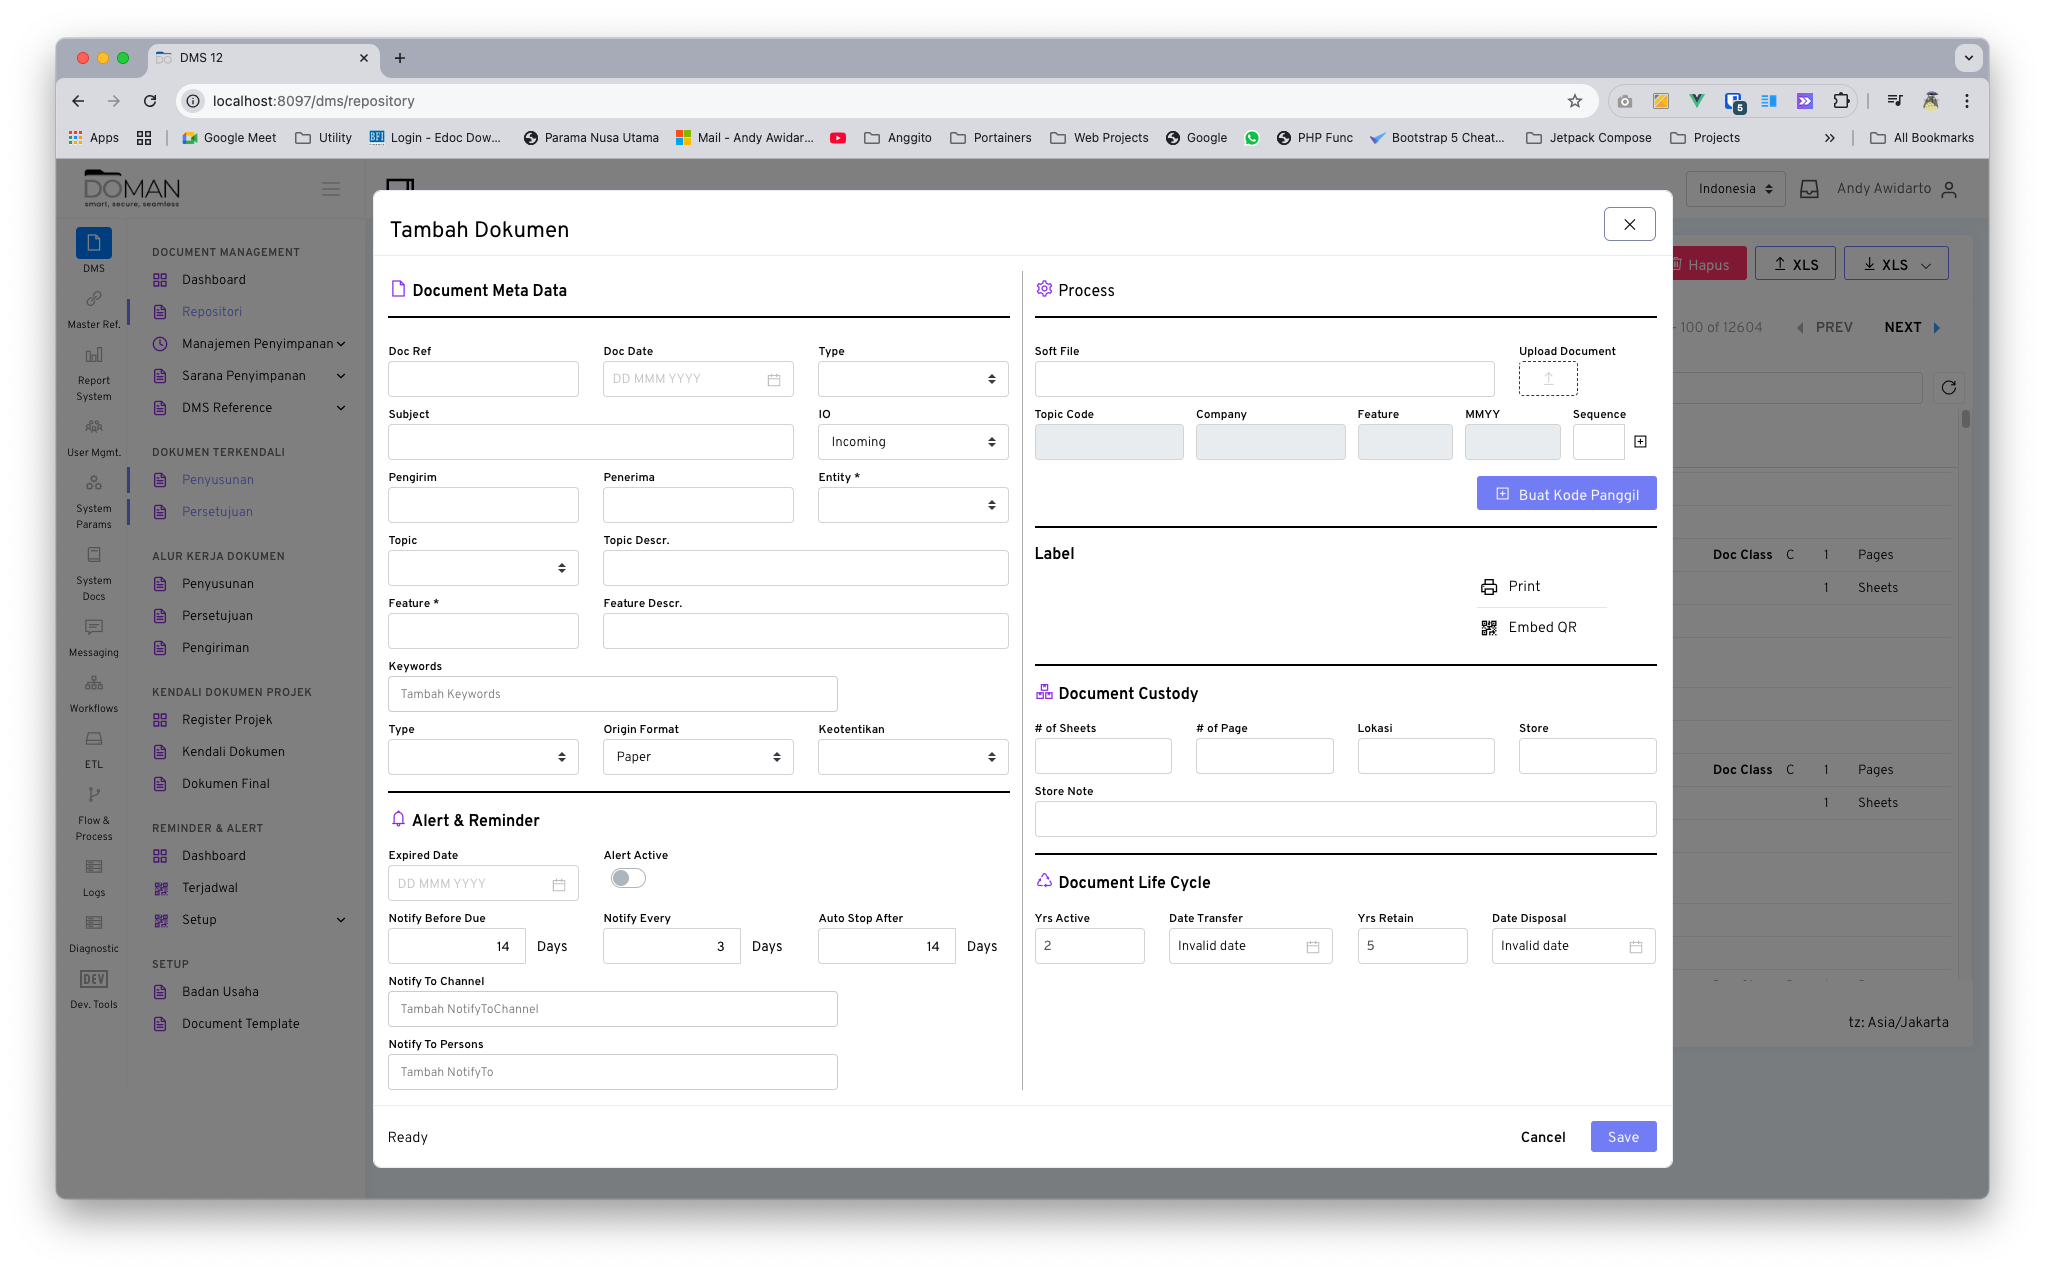 DMS 12
localhost:8097/dms/repository
5
Apps
Google Meet
Utility
BFI
Login - Edoc Dow...
Parama Nusa Utama
Mail - Andy Awidar...
Anggito
Portainers
Web Projects
Google
PHP Func
Bootstrap 5 Cheat...
Jetpack Compose
Projects
All Bookmarks
DOMAN
smart, secure, seamless
Indonesia
Andy Awidarto
DMS
Master Ref.
Report System
User Mgmt.
System Params
System Docs
Messaging
Workflows
ETL
Flow & Process
Logs
Diagnostic
DEV
Dev. Tools
DOCUMENT MANAGEMENT
Dashboard
Repositori
Manajemen Penyimpanan
Sarana Penyimpanan
DMS Reference
DOKUMEN TERKENDALI
Penyusunan
Persetujuan
ALUR KERJA DOKUMEN
Penyusunan
Persetujuan
Pengiriman
KENDALI DOKUMEN PROJEK
Register Projek
Kendali Dokumen
Dokumen Final
REMINDER & ALERT
Dashboard
Terjadwal
Setup
SETUP
Badan Usaha
Document Template
Tambah Dokumen
Document Meta Data
Doc Ref
Doc Date
Type
DD MMM YYYY
Subject
IO
Incoming
Pengirim
Penerima
Entity *
Topic
Topic Descr.
Feature *
Feature Descr.
Keywords
Tambah Keywords
Type
Origin Format
Keotentikan
Paper
Alert & Reminder
Expired Date
Alert Active
DD MMM YYYY
Notify Before Due
Notify Every
Auto Stop After
14 Days
3 Days
14 Days
Notify To Channel
Tambah NotifyToChannel
Notify To Persons
Tambah NotifyTo
Process
Soft File
Upload Document
Topic Code
Company
Feature
MMYY
Sequence
Buat Kode Panggil
Label
Print
Embed QR
Document Custody
# of Sheets
# of Page
Lokasi
Store
Store Note
Document Life Cycle
Yrs Active
Date Transfer
Yrs Retain
Date Disposal
2
Invalid date
5
Invalid date
Ready
Cancel
Save
Hapus
XLS
XLS
- 100 of 12604
PREV
NEXT
Doc Class C 1 Pages
1 Sheets
Doc Class C 1 Pages
1 Sheets
tz: Asia/Jakarta